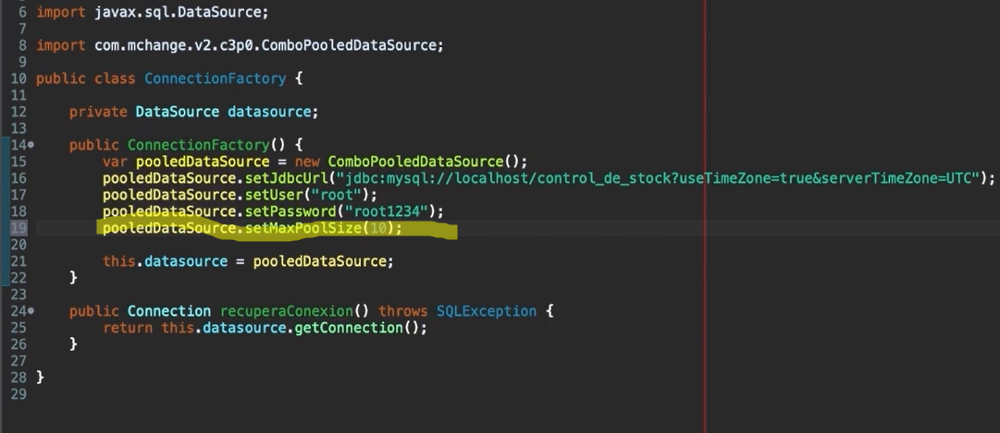 6 import javax.sql.DataSource;
7
8 import com.mchange.v2.c3p0.ComboPooledDataSource;
9
10 public class ConnectionFactory {
11
12     private DataSource datasource;
13
14     public ConnectionFactory() {
15         var pooledDataSource = new ComboPooledDataSource();
16         pooledDataSource.setJdbcUrl("jdbc:mysql://localhost/control_de_stock?useTimeZone=true&serverTimeZone=UTC");
17         pooledDataSource.setUser("root");
18         pooledDataSource.setPassword("root1234");
19         pooledDataSource.setMaxPoolSize(10);
20
21         this.datasource = pooledDataSource;
22     }
23
24     public Connection recuperaConexion() throws SQLException {
25         return this.datasource.getConnection();
26     }
27
28 }
29